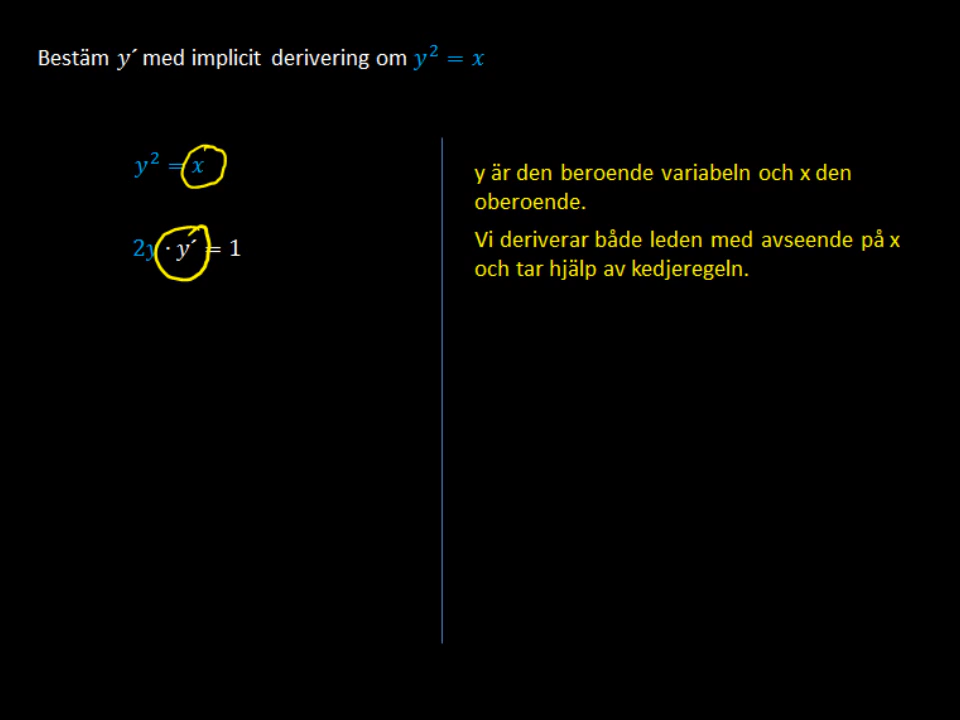 Bestäm y´ med implicit derivering om y² = x
y² = x
2y · y´ = 1
y är den beroende variabeln och x den
oberoende.
Vi deriverar både leden med avseende på x
och tar hjälp av kedjeregeln.